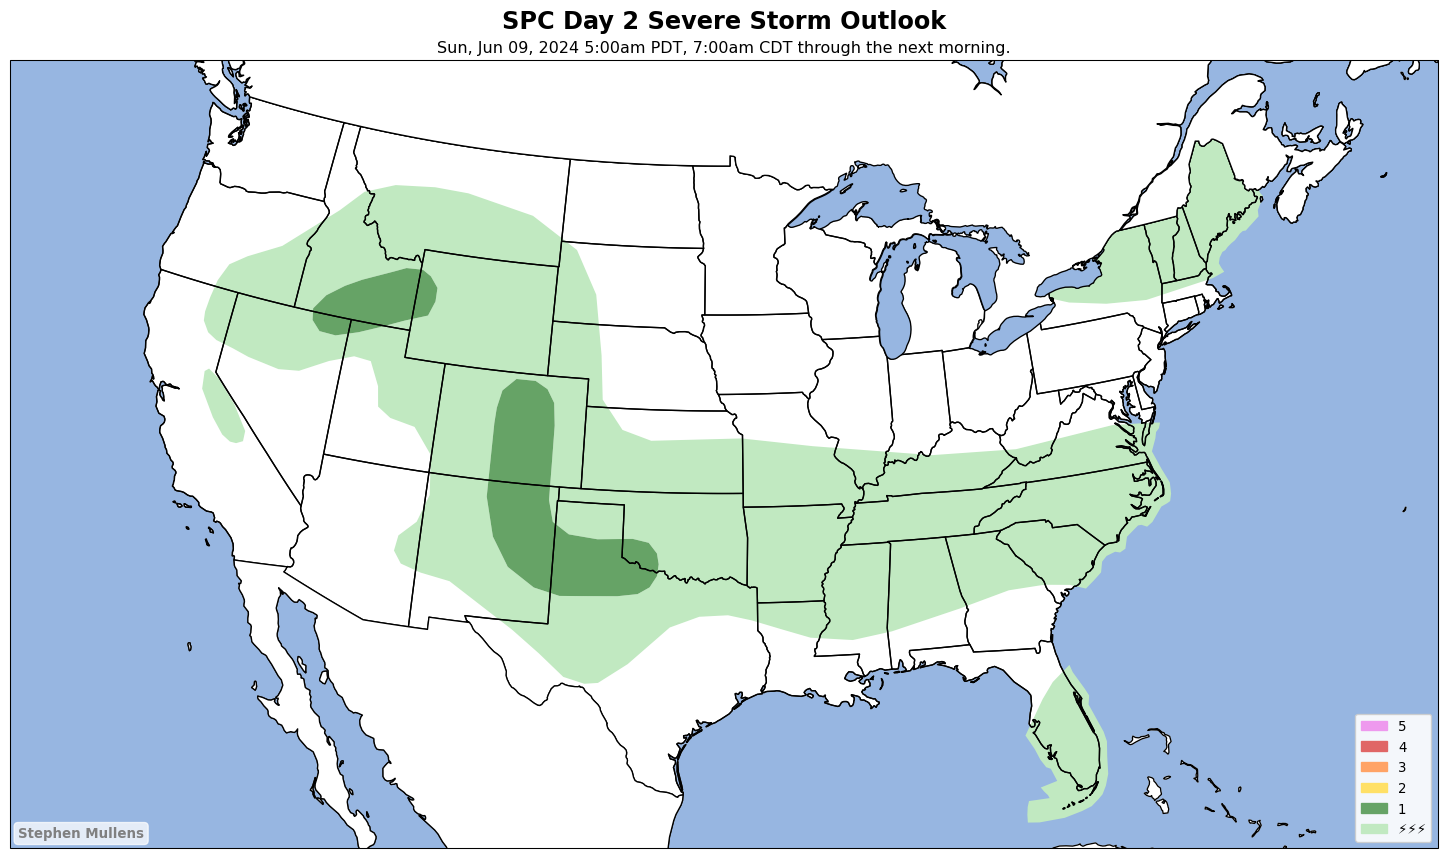 SPC Day 2 Severe Storm Outlook
Sun, Jun 09, 2024 5:00am PDT, 7:00am CDT through the next morning.
5
4
3
2
1
⚡⚡⚡
Stephen Mullens